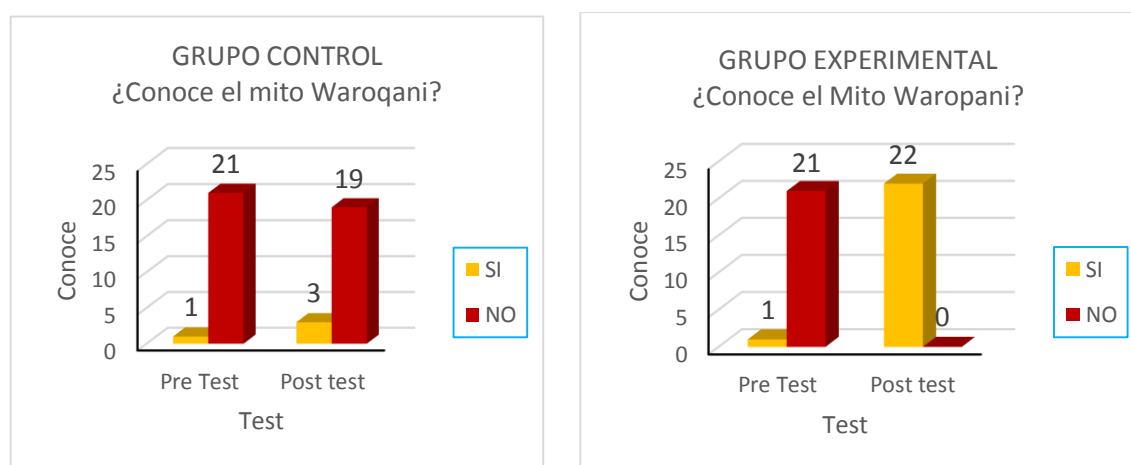 GRUPO CONTROL
¿Conoce el mito Waroqani?
25
20
15
10
5
0
Conoce
21
19
1
3
Pre Test
Post test
Test
SI
NO
GRUPO EXPERIMENTAL
¿Conoce el Mito Waropani?
25
20
15
10
5
0
Conoce
21
22
1
0
Pre Test
Post test
Test
SI
NO